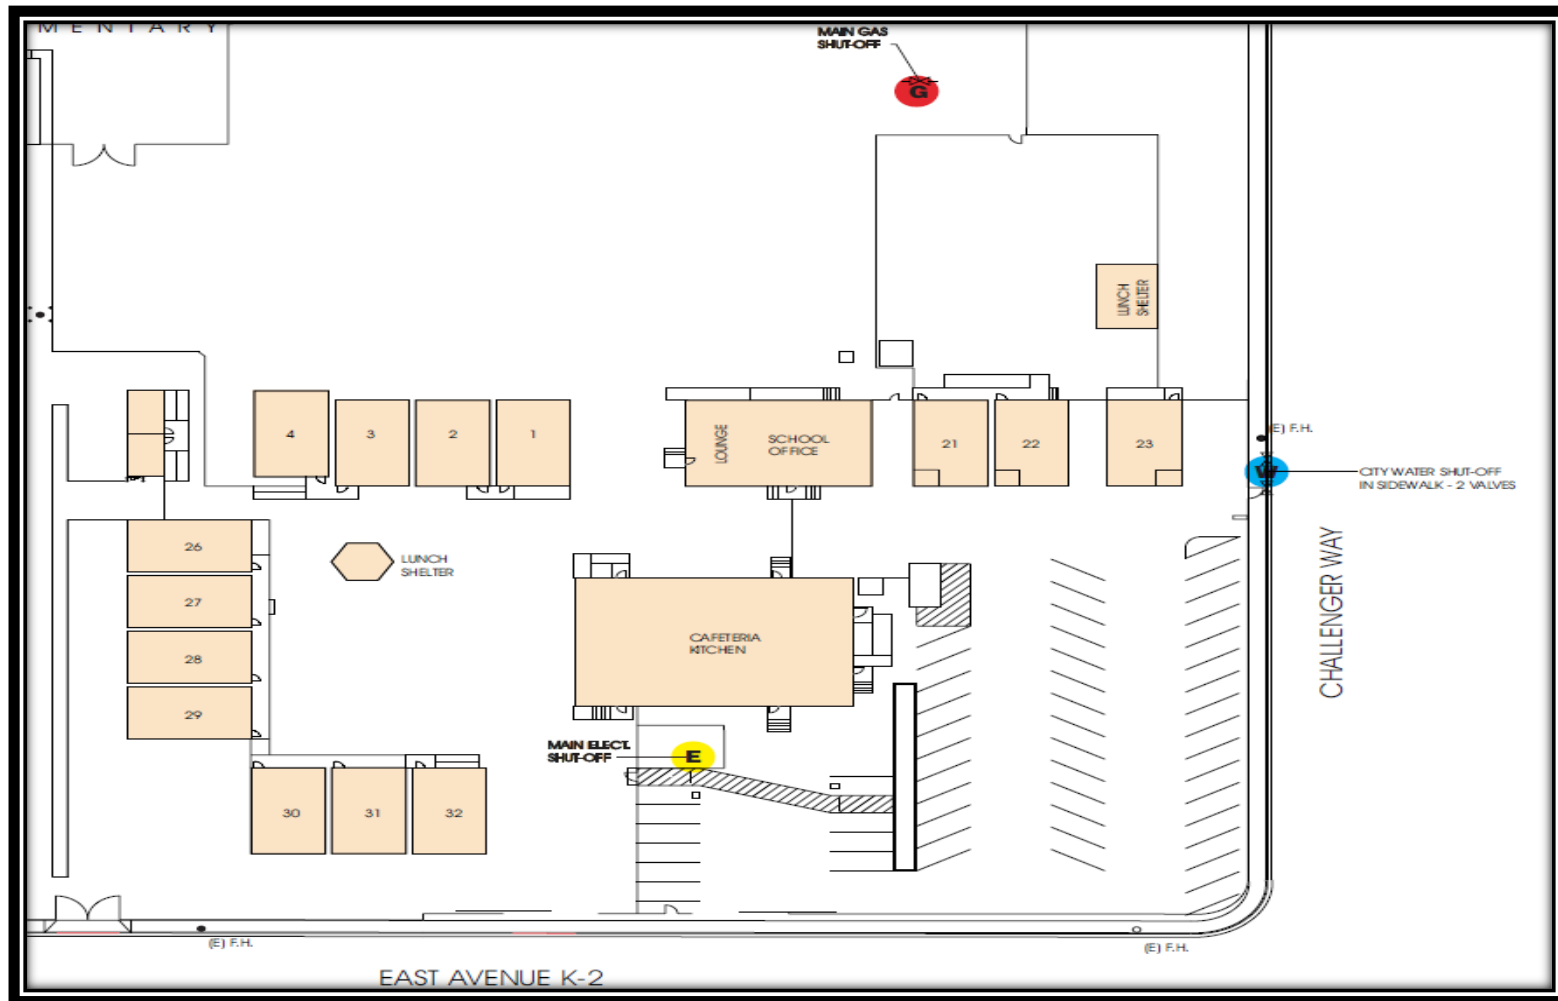 MENTARY
MAIN GAS
SHUT-OFF
G
LUNCH
SHELTER
(E) F.H.
4
3
2
1
LOUNGE
SCHOOL
OFFICE
21
22
23
W
CITY WATER SHUT-OFF
IN SIDEWALK - 2 VALVES
26
LUNCH
SHELTER
27
28
29
CAFETERIA
KITCHEN
CHALLENGER WAY
MAIN ELECT.
SHUT-OFF
E
30
31
32
(E) F.H.
(E) F.H.
EAST AVENUE K-2